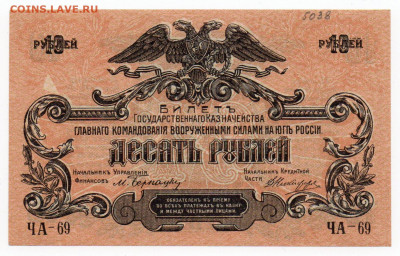 COINS.LAVE.RU
5038
10
РУБЛЕЙ
10
РУБЛЕЙ
БИЛЕТЪ
ГОСУДАРСТВЕННАГО КАЗНАЧЕЙСТВА
ГЛАВНАГО КОМАНДОВАНІЯ ВООРУЖЕННЫМИ СИЛАМИ НА ЮГѢ РОССІИ
ДЕСЯТЬ РУБЛЕЙ
НАЧАЛЬНИКЪ УПРАВЛЕНІЯ
ФИНАНСОВЪ
НАЧАЛЬНИКЪ КРЕДИТНОЙ
ЧАСТИ
ОБЯЗАТЕЛЕНЪ КЪ ПРІЕМУ
ВО ВСѢХЪ ПЛАТЕЖАХЪ ВЪ КАЗНУ
И МЕЖДУ ЧАСТНЫМИ ЛИЦАМИ
ЧА-69
ЧА-69